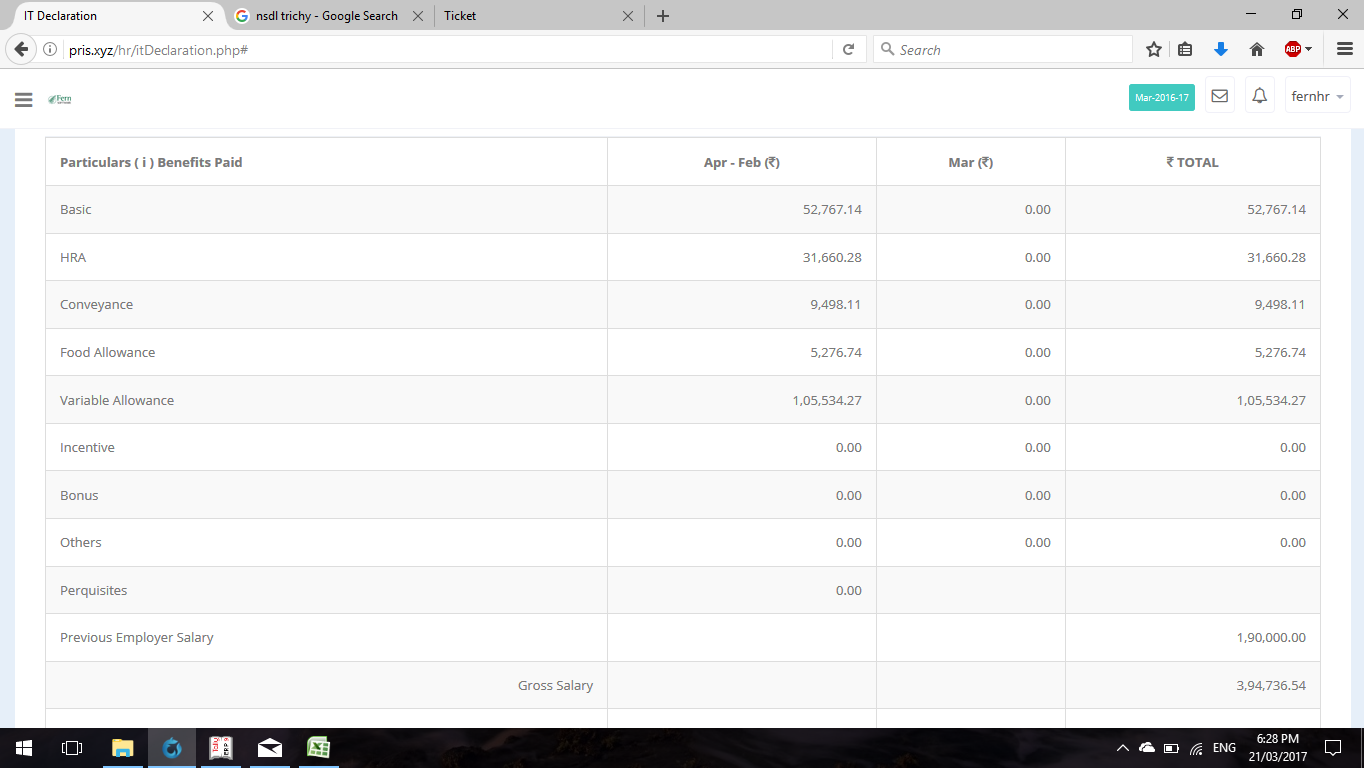 IT Declaration
nsdl trichy - Google Search
Ticket
pris.xyz/hr/itDeclaration.php#
Search
ABP
Fern
Mar-2016-17
fernhr
Particulars ( i ) Benefits Paid Apr - Feb (₹) Mar (₹) ₹ TOTAL
Basic 52,767.14 0.00 52,767.14
HRA 31,660.28 0.00 31,660.28
Conveyance 9,498.11 0.00 9,498.11
Food Allowance 5,276.74 0.00 5,276.74
Variable Allowance 1,05,534.27 0.00 1,05,534.27
Incentive 0.00 0.00 0.00
Bonus 0.00 0.00 0.00
Others 0.00 0.00 0.00
Perquisites 0.00
Previous Employer Salary 1,90,000.00
Gross Salary 3,94,736.54
ENG
6:28 PM
21/03/2017